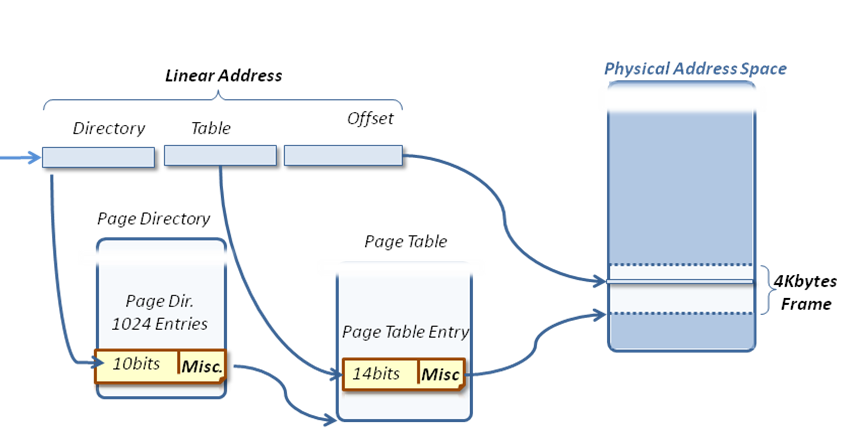 Linear Address
Physical Address Space
Directory
Table
Offset
Page Directory
Page Table
4Kbytes
Frame
Page Dir.
1024 Entries
Page Table Entry
10bits
Misc.
14bits
Misc